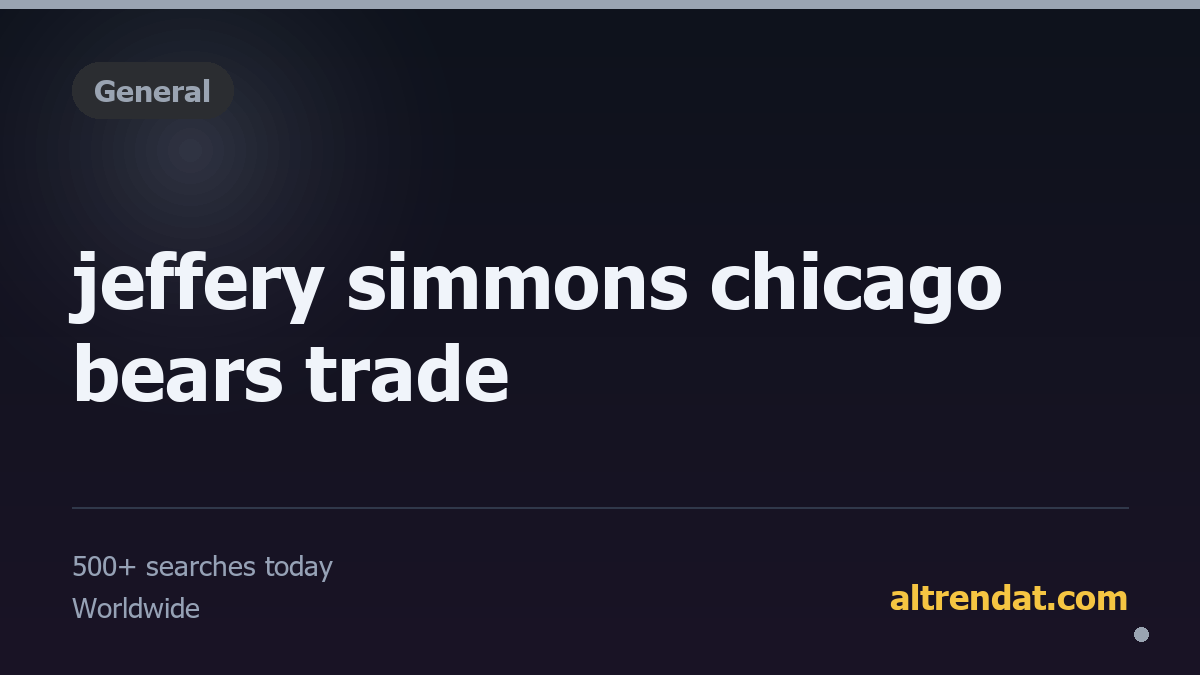 General
jeffery simmons chicago
bears trade
500+ searches today
Worldwide
altrendat.com